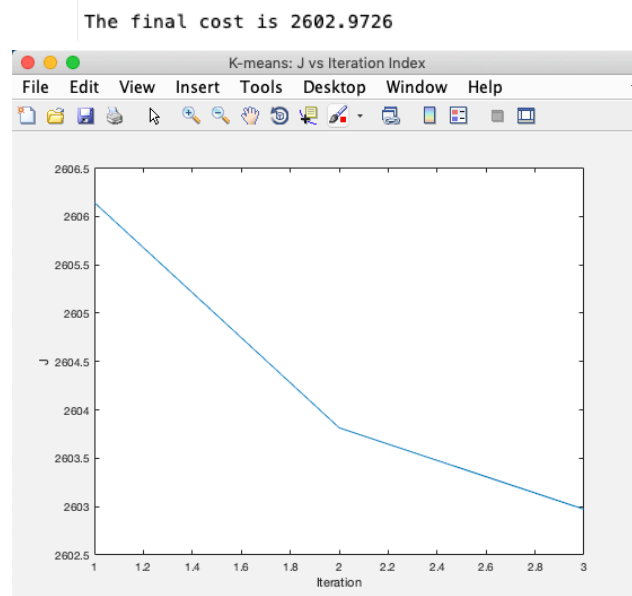 The final cost is 2602.9726
K-means: J vs Iteration Index
File Edit View Insert Tools Desktop Window Help
2606.5
2606
2605.5
2605
2604.5
2604
2603.5
2603
2602.5
J
1 1.2 1.4 1.6 1.8 2 2.2 2.4 2.6 2.8 3
Iteration